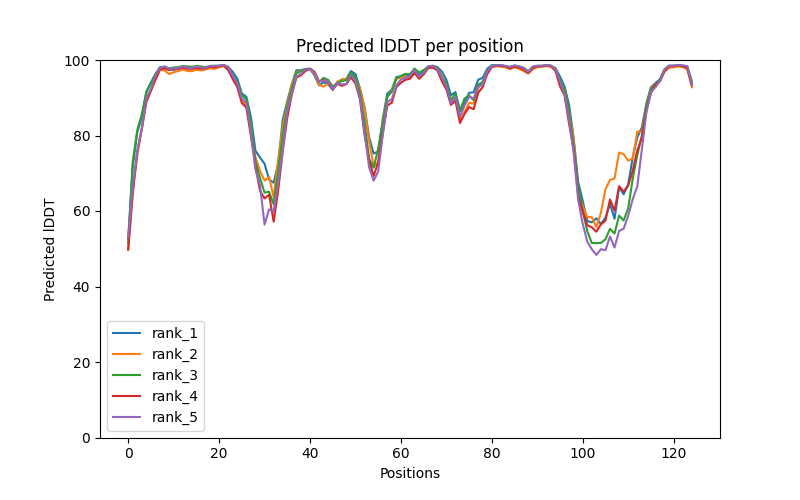 Predicted lDDT per position
Predicted lDDT
100
80
60
40
20
0
rank_1
rank_2
rank_3
rank_4
rank_5
0 20 40 60 80 100 120
Positions